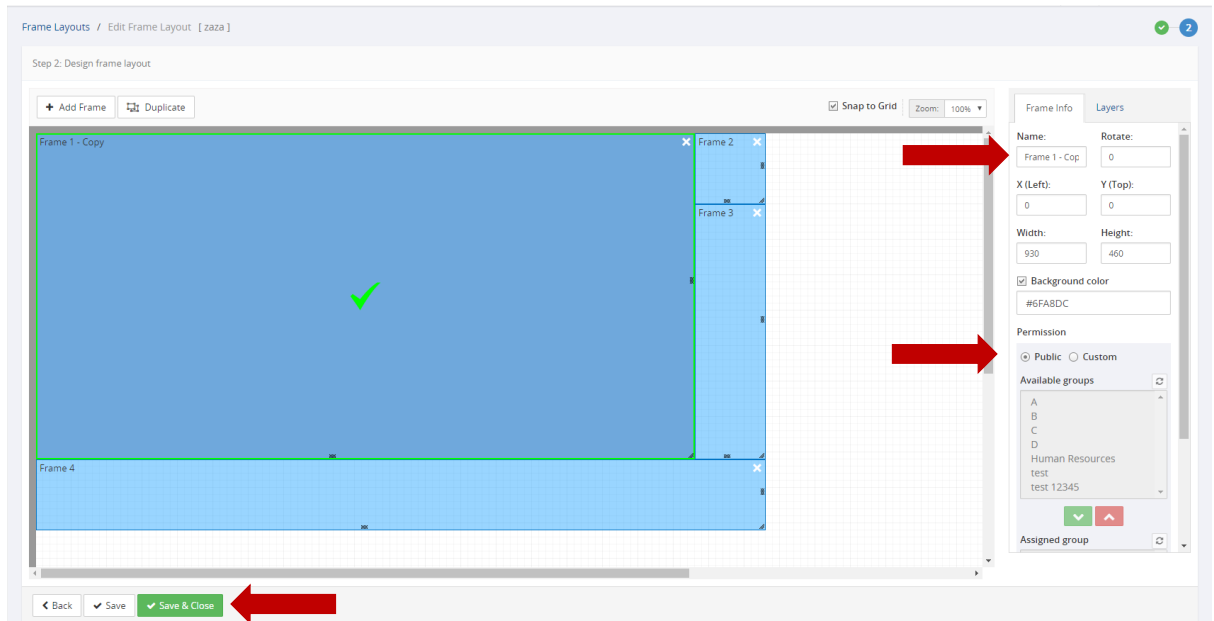 Frame Layouts / Edit Frame Layout [ zaza ]
2
Step 2: Design frame layout
Add Frame
Duplicate
Snap to Grid
Zoom: 100%
Frame Info
Layers
Frame 1 - Copy
Frame 2
Frame 3
Frame 4
Name:
Rotate:
Frame 1 - Cop
0
X (Left):
Y (Top):
0
0
Width:
Height:
930
460
Background color
#6FA8DC
Permission
Public
Custom
Available groups
A
B
C
D
Human Resources
test
test 12345
Assigned group
Back
Save
Save & Close